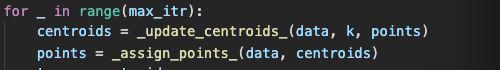 for _ in range(max_itr):
    centroids = _update_centroids_(data, k, points)
    points = _assign_points_(data, centroids)